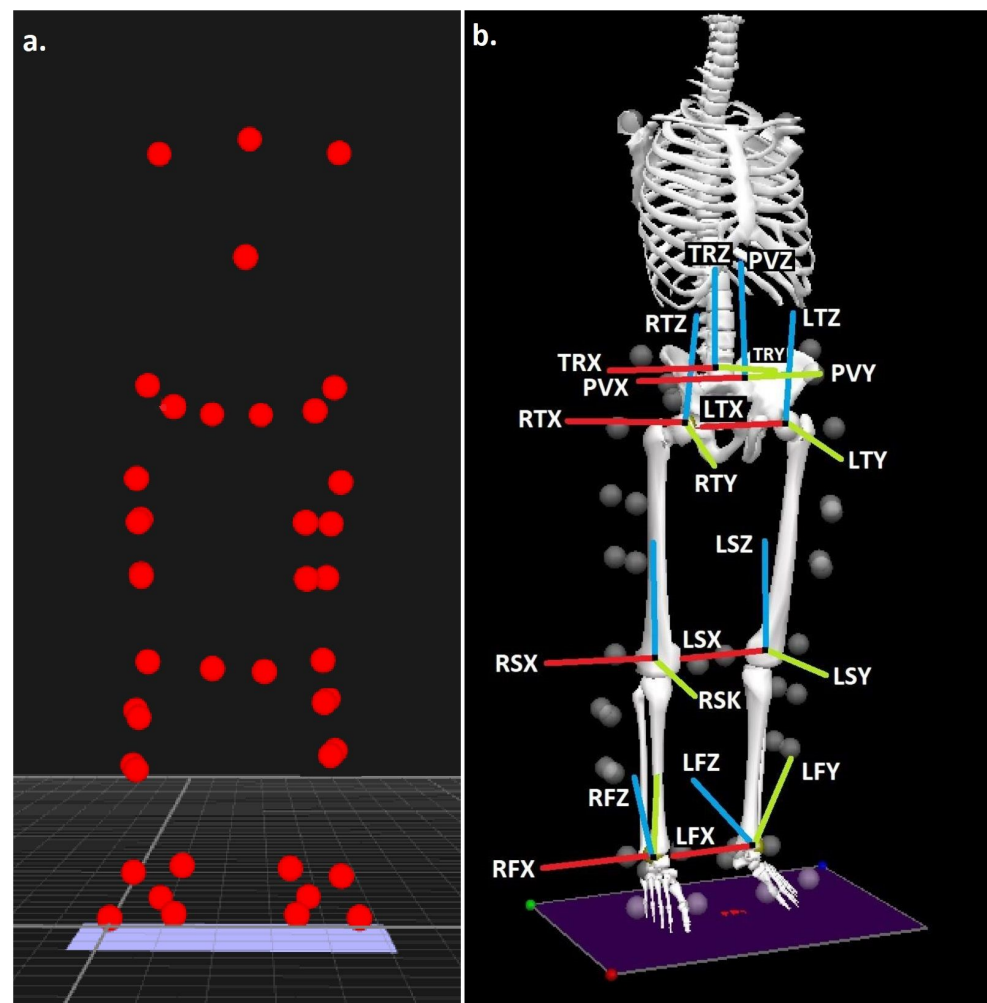 a.
b.
TRZ
PVZ
RTZ
LTZ
TRX
TRY
PVX
PVY
RTX
LTX
RTY
LTY
LSZ
LSX
RSX
LSY
RSK
LFZ
LFY
RFZ
LFX
RFX